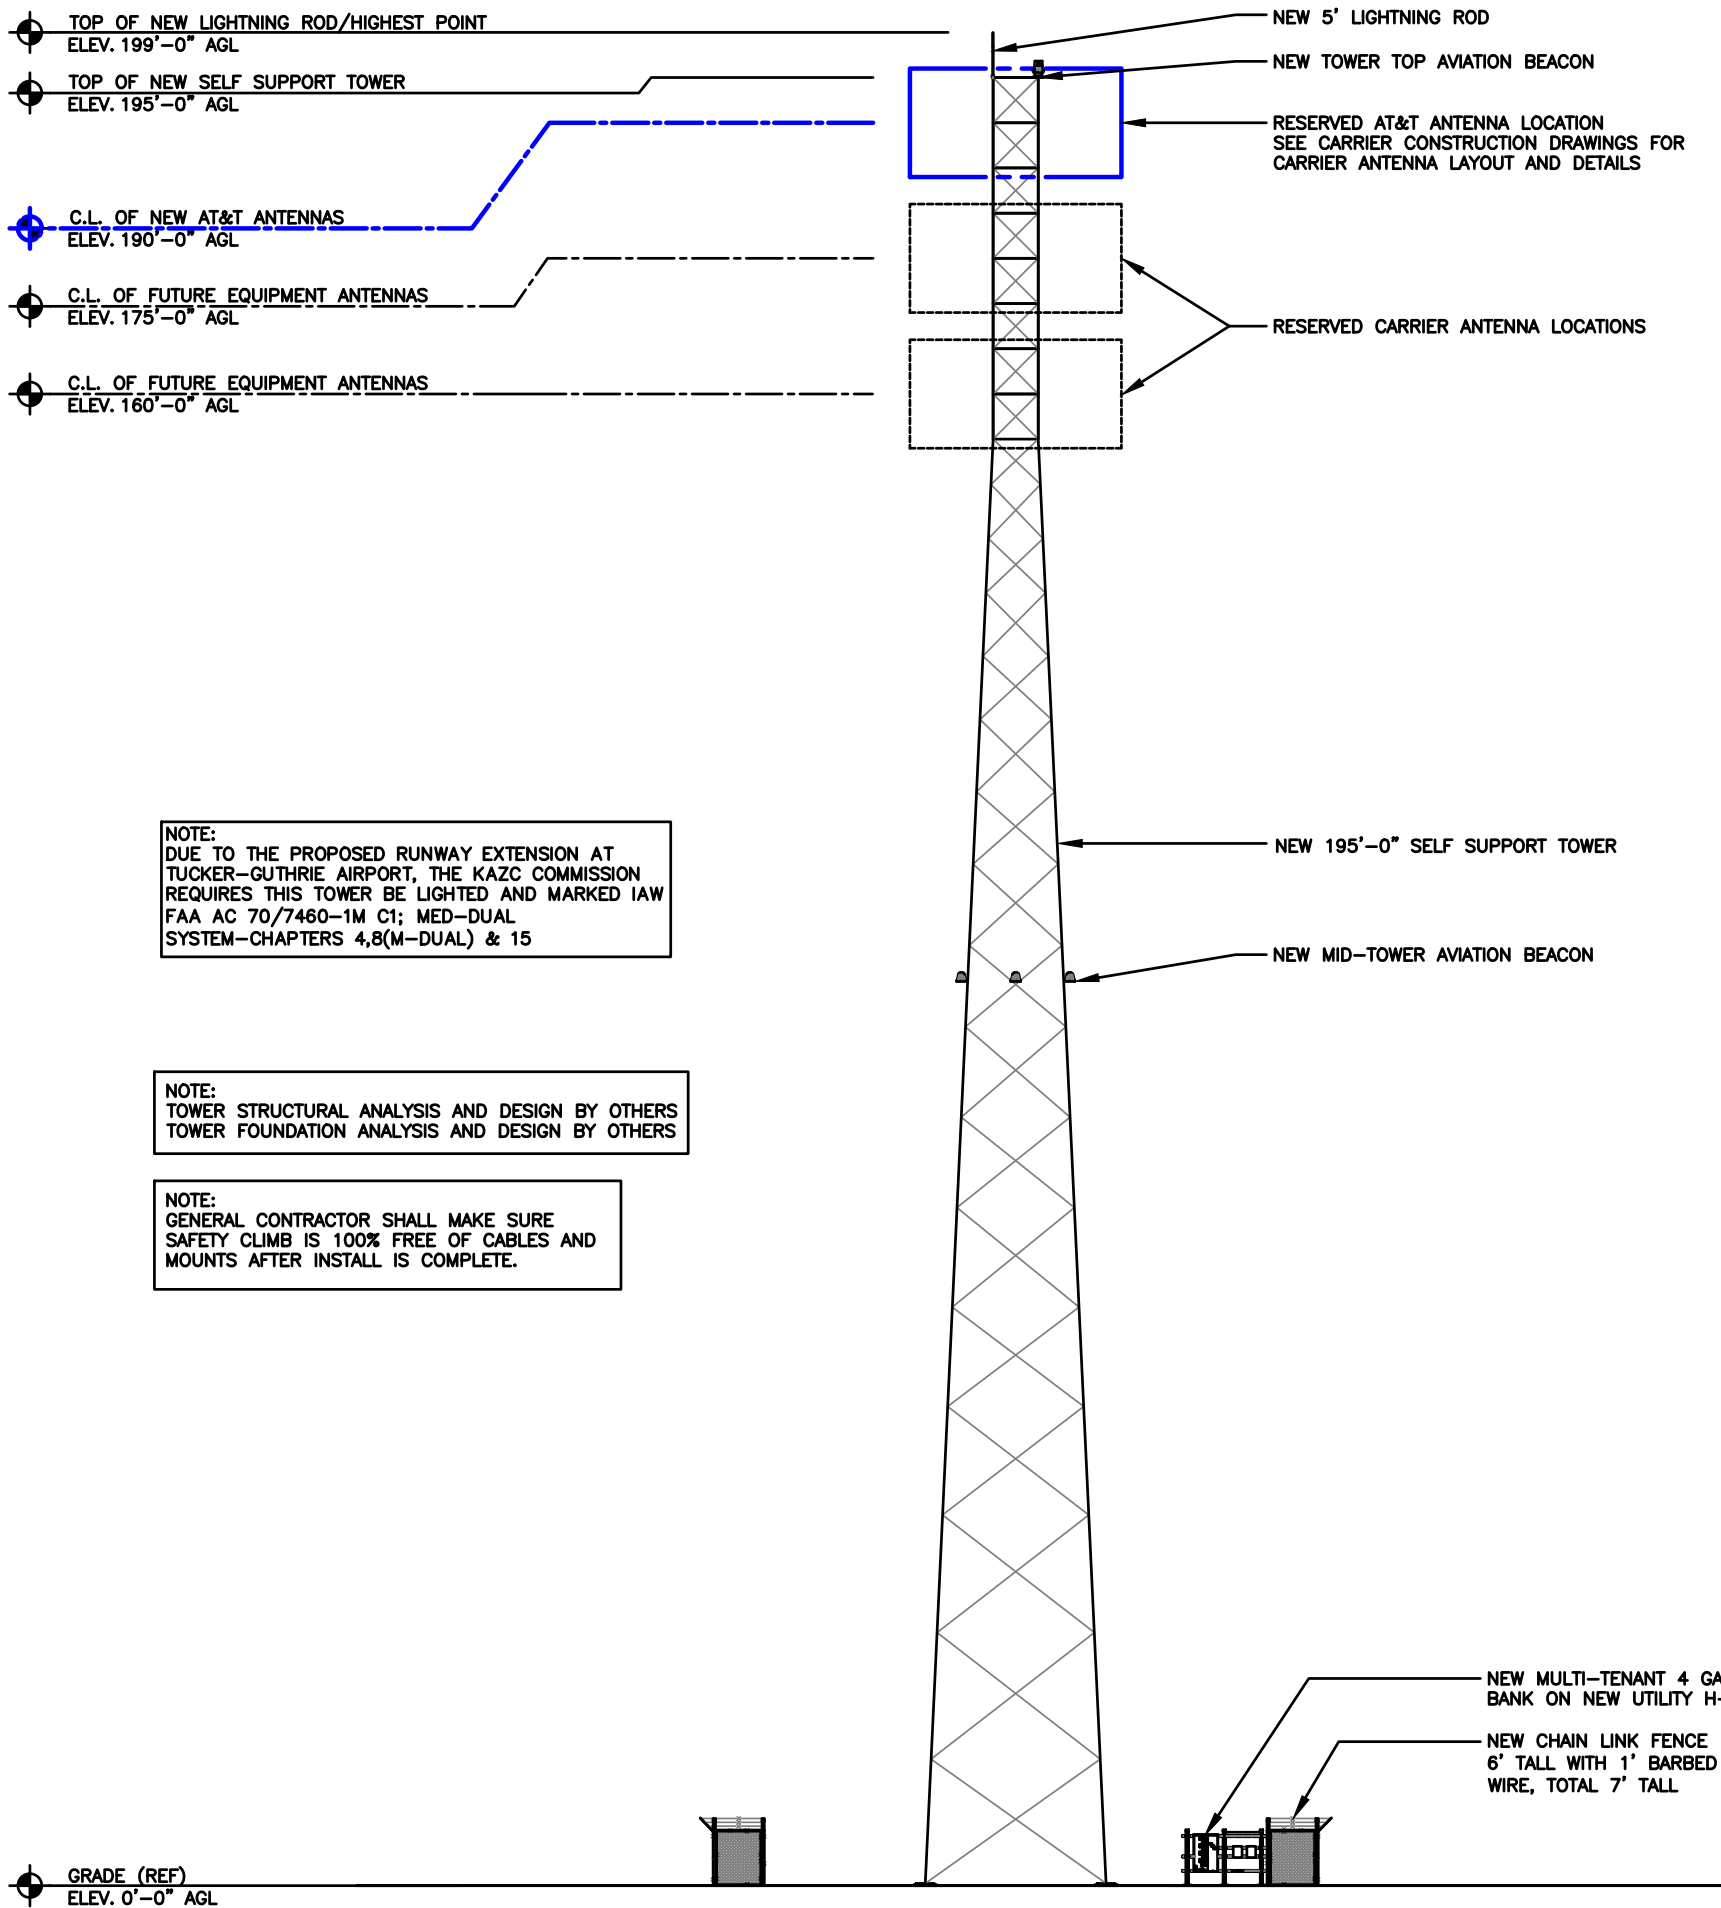 TOP OF NEW LIGHTNING ROD/HIGHEST POINT
ELEV. 199'-0" AGL
TOP OF NEW SELF SUPPORT TOWER
ELEV. 195'-0" AGL
C.L. OF NEW AT&T ANTENNAS
ELEV. 190'-0" AGL
C.L. OF FUTURE EQUIPMENT ANTENNAS
ELEV. 175'-0" AGL
C.L. OF FUTURE EQUIPMENT ANTENNAS
ELEV. 160'-0" AGL
NEW 5' LIGHTNING ROD
NEW TOWER TOP AVIATION BEACON
RESERVED AT&T ANTENNA LOCATION
SEE CARRIER CONSTRUCTION DRAWINGS FOR
CARRIER ANTENNA LAYOUT AND DETAILS
RESERVED CARRIER ANTENNA LOCATIONS
NOTE:
DUE TO THE PROPOSED RUNWAY EXTENSION AT
TUCKER-GUTHRIE AIRPORT, THE KAZC COMMISSION
REQUIRES THIS TOWER BE LIGHTED AND MARKED IAW
FAA AC 70/7460-1M C1; MED-DUAL
SYSTEM-CHAPTERS 4,8(M-DUAL) & 15
NEW 195'-0" SELF SUPPORT TOWER
NEW MID-TOWER AVIATION BEACON
NOTE:
TOWER STRUCTURAL ANALYSIS AND DESIGN BY OTHERS
TOWER FOUNDATION ANALYSIS AND DESIGN BY OTHERS
NOTE:
GENERAL CONTRACTOR SHALL MAKE SURE
SAFETY CLIMB IS 100% FREE OF CABLES AND
MOUNTS AFTER INSTALL IS COMPLETE.
NEW MULTI-TENANT 4 GA
BANK ON NEW UTILITY H-
NEW CHAIN LINK FENCE
6' TALL WITH 1' BARBED
WIRE, TOTAL 7' TALL
GRADE (REF)
ELEV. 0'-0" AGL